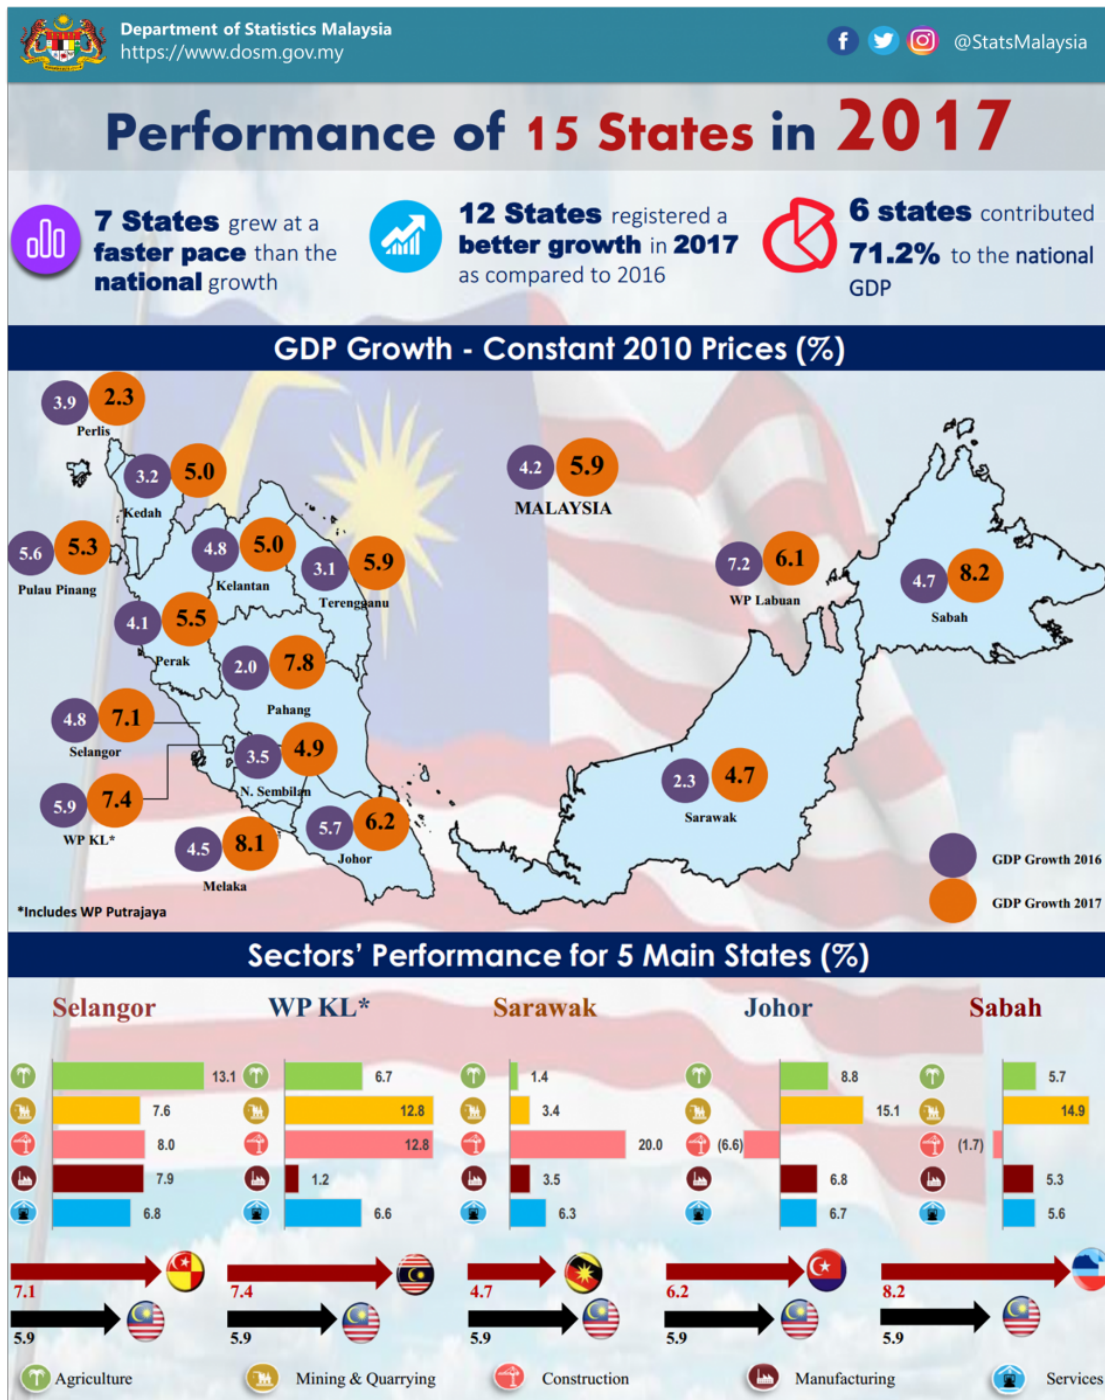 Department of Statistics Malaysia
https://www.dosm.gov.my
@StatsMalaysia
Performance of 15 States in 2017
7 States grew at a
faster pace than the
national growth
12 States registered a
better growth in 2017
as compared to 2016
6 states contributed
71.2% to the national
GDP
GDP Growth - Constant 2010 Prices (%)
3.9 2.3
Perlis
3.2 5.0
Kedah
5.6 5.3
Pulau Pinang
4.8 5.0
Kelantan
3.1 5.9
Terengganu
4.1 5.5
Perak
2.0 7.8
Pahang
4.8 7.1
Selangor
3.5 4.9
N. Sembilan
5.9 7.4
WP KL*
4.5 8.1
Melaka
5.7 6.2
Johor
4.2 5.9
MALAYSIA
7.2 6.1
WP Labuan
4.7 8.2
Sabah
2.3 4.7
Sarawak
GDP Growth 2016
GDP Growth 2017
*Includes WP Putrajaya
Sectors' Performance for 5 Main States (%)
Selangor
13.1
7.6
8.0
7.9
6.8
7.1
5.9
WP KL*
6.7
12.8
12.8
1.2
6.6
7.4
5.9
Sarawak
1.4
3.4
20.0
3.5
6.3
4.7
5.9
Johor
8.8
15.1
(6.6)
6.8
6.7
6.2
5.9
Sabah
5.7
14.9
(1.7)
5.3
5.6
8.2
5.9
Agriculture
Mining & Quarrying
Construction
Manufacturing
Services